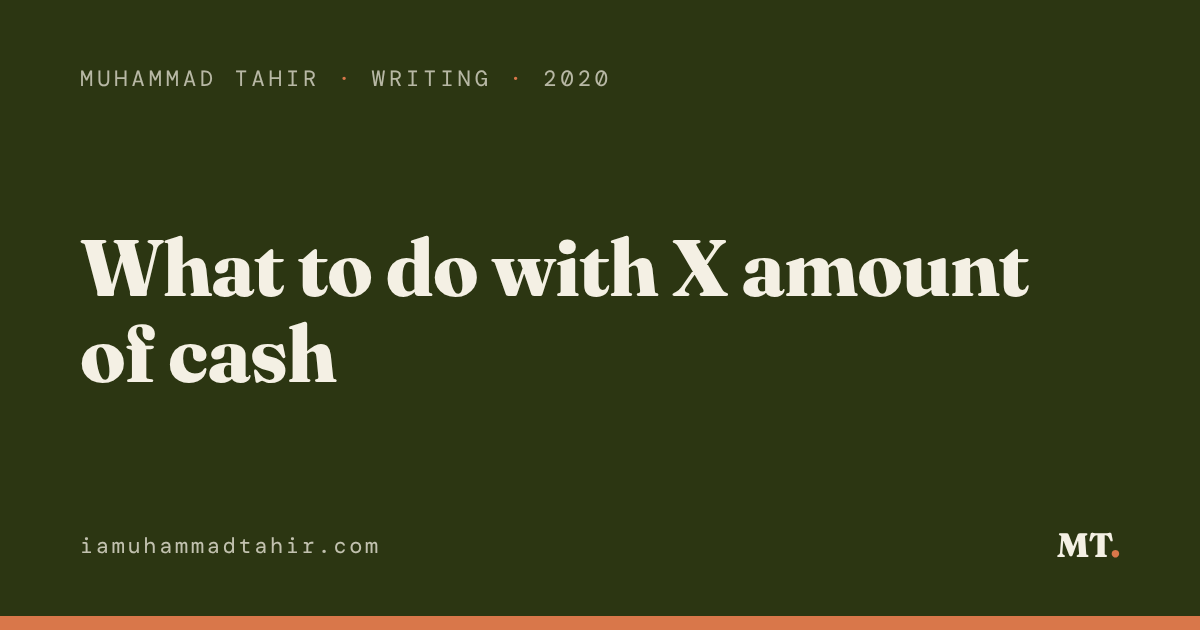 MUHAMMAD TAHIR · WRITING · 2020
What to do with X amount
of cash
iamuhammadtahir.com
MT.